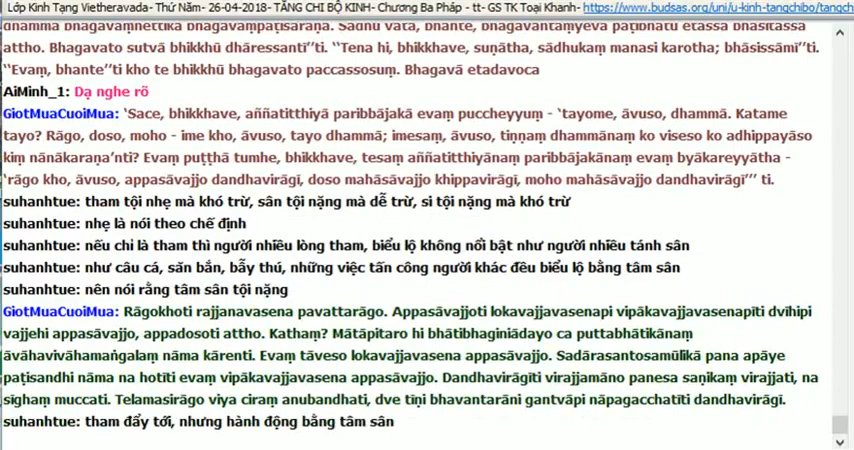 Lớp Kinh Tạng Vietheravada- Thứ Năm- 26-04-2018- TĂNG CHI BỘ KINH- Chương Ba Pháp - tt- GS TK Toại Khanh- https://www.budsas.org/uni/u-kinh-tangchibo/tangch
dhammā bhagavaṃnettikā bhagavaṃpaṭisaraṇā. Sādhu vata, bhante, bhagavantaṃyeva paṭibhātu etassa bhāsitassa
attho. Bhagavato sutvā bhikkhū dhāressantī’’ti. ‘‘Tena hi, bhikkhave, suṇātha, sādhukaṃ manasi karotha; bhāsissāmī’’ti.
‘‘Evaṃ, bhante’’ti kho te bhikkhū bhagavato paccassosuṃ. Bhagavā etadavoca
AiMinh_1: Dạ nghe rõ
GiotMuaCuoiMua: ‘Sace, bhikkhave, aññatitthiyā paribbājakā evaṃ puccheyyuṃ - ‘tayome, āvuso, dhammā. Katame
tayo? Rāgo, doso, moho - ime kho, āvuso, tayo dhammā; imesaṃ, āvuso, tiṇṇaṃ dhammānaṃ ko viseso ko adhippayāso
kiṃ nānākaraṇa’nti? Evaṃ puṭṭhā tumhe, bhikkhave, tesaṃ aññatitthiyānaṃ paribbājakānaṃ evaṃ byākareyyātha -
‘rāgo kho, āvuso, appasāvajjo dandhavirāgī, doso mahāsāvajjo khippavirāgī, moho mahāsāvajjo dandhavirāgī’’’ ti.
suhanhtue: tham tội nhẹ mà khó trừ, sân tội nặng mà dễ trừ, si tội nặng mà khó trừ
suhanhtue: nhẹ là nói theo chế định
suhanhtue: nếu chỉ là tham thì người nhiều lòng tham, biểu lộ không nổi bật như người nhiều tánh sân
suhanhtue: như câu cá, săn bắn, bẫy thú, những việc tấn công người khác đều biểu lộ bằng tâm sân
suhanhtue: nên nói rằng tâm sân tội nặng
GiotMuaCuoiMua: Rāgokhoti rajjanavasena pavattarāgo. Appasāvajjoti lokavajjavasenapi vipākavajjavasenapīti dvīhipi
vajjehi appasāvajjo, appadosoti attho. Kathaṃ? Mātāpitaro hi bhātibhaginiādayo ca puttabhātikānaṃ
āvāhavivāhamaṅgalaṃ nāma kārenti. Evaṃ tāveso lokavajjavasena appasāvajjo. Sadārasantosamūlikā pana apāye
paṭisandhi nāma na hotīti evaṃ vipākavajjavasena appasāvajjo. Dandhavirāgīti virajjamāno panesa saṇikaṃ virajjati, na
sīghaṃ muccati. Telamasirāgo viya ciraṃ anubandhati, dve tīṇi bhavantarāni gantvāpi nāpagacchatīti dandhavirāgī.
suhanhtue: tham đẩy tới, nhưng hành động bằng tâm sân